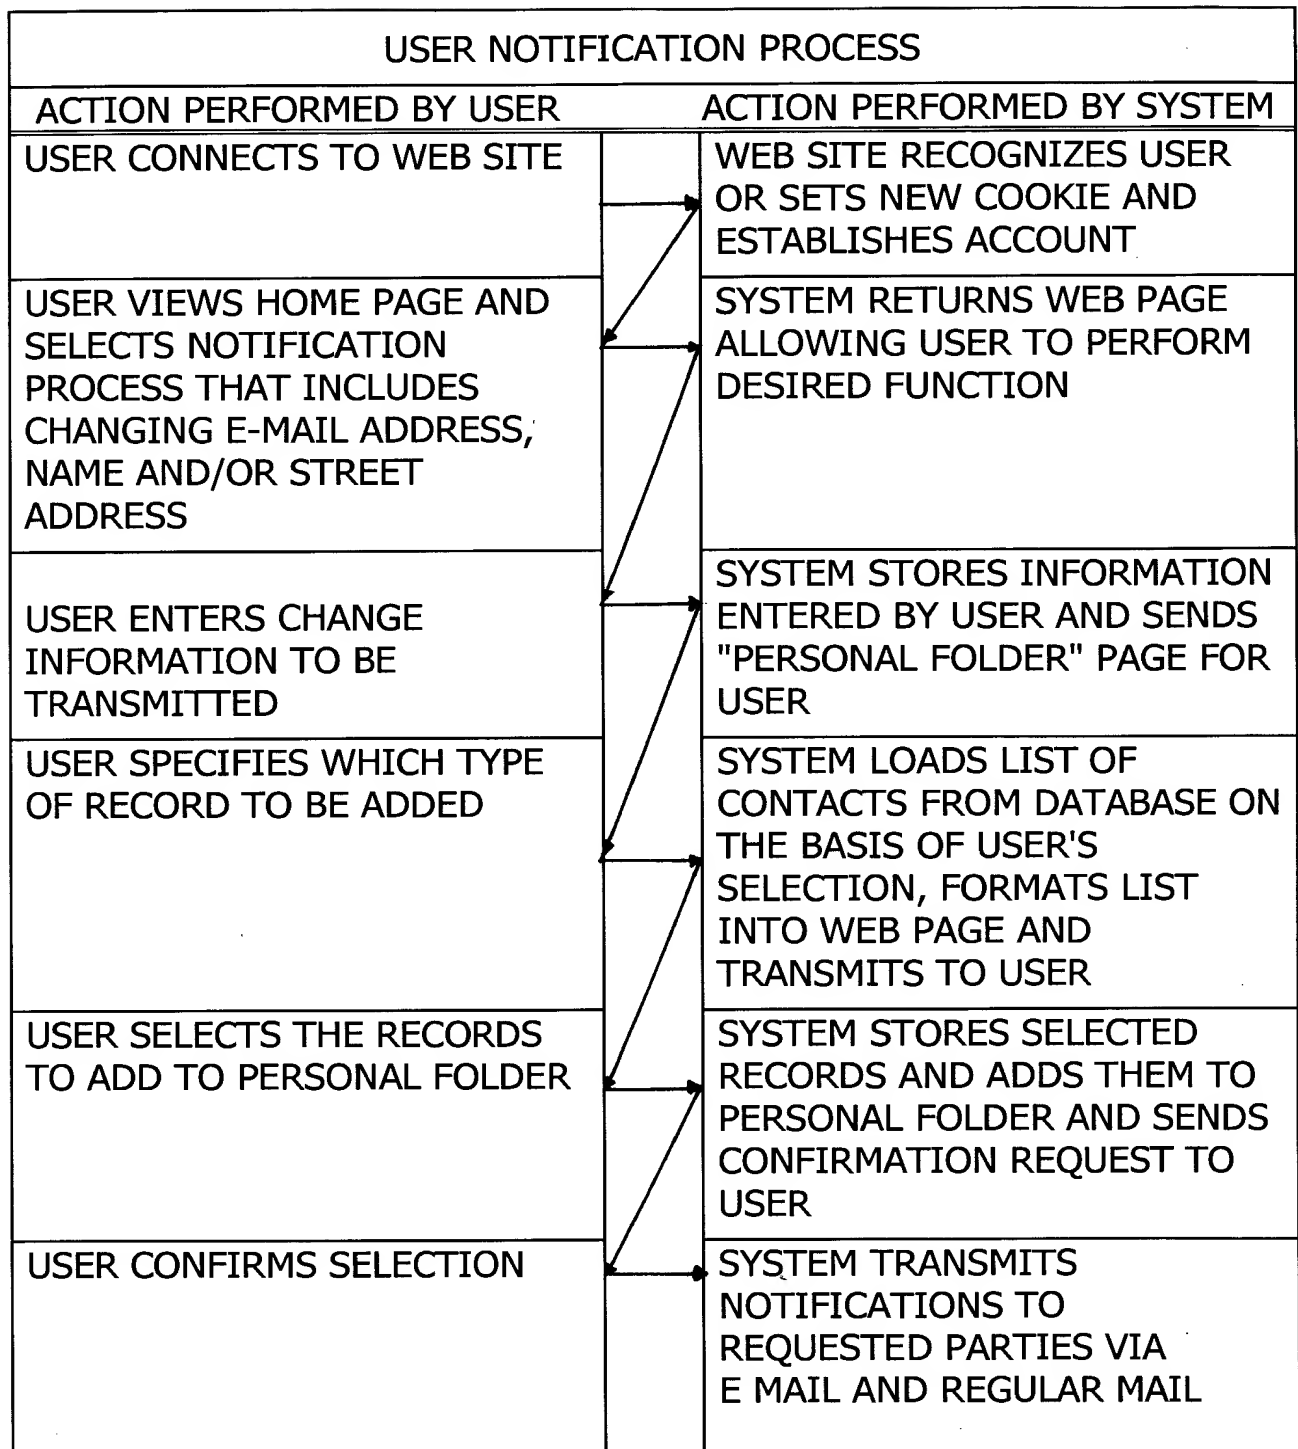 USER NOTIFICATION PROCESS
ACTION PERFORMED BY USER
ACTION PERFORMED BY SYSTEM
USER CONNECTS TO WEB SITE
WEB SITE RECOGNIZES USER
OR SETS NEW COOKIE AND
ESTABLISHES ACCOUNT
USER VIEWS HOME PAGE AND
SELECTS NOTIFICATION
PROCESS THAT INCLUDES
CHANGING E-MAIL ADDRESS,
NAME AND/OR STREET
ADDRESS
SYSTEM RETURNS WEB PAGE
ALLOWING USER TO PERFORM
DESIRED FUNCTION
USER ENTERS CHANGE
INFORMATION TO BE
TRANSMITTED
SYSTEM STORES INFORMATION
ENTERED BY USER AND SENDS
"PERSONAL FOLDER" PAGE FOR
USER
USER SPECIFIES WHICH TYPE
OF RECORD TO BE ADDED
SYSTEM LOADS LIST OF
CONTACTS FROM DATABASE ON
THE BASIS OF USER'S
SELECTION, FORMATS LIST
INTO WEB PAGE AND
TRANSMITS TO USER
USER SELECTS THE RECORDS
TO ADD TO PERSONAL FOLDER
SYSTEM STORES SELECTED
RECORDS AND ADDS THEM TO
PERSONAL FOLDER AND SENDS
CONFIRMATION REQUEST TO
USER
USER CONFIRMS SELECTION
SYSTEM TRANSMITS
NOTIFICATIONS TO
REQUESTED PARTIES VIA
E MAIL AND REGULAR MAIL